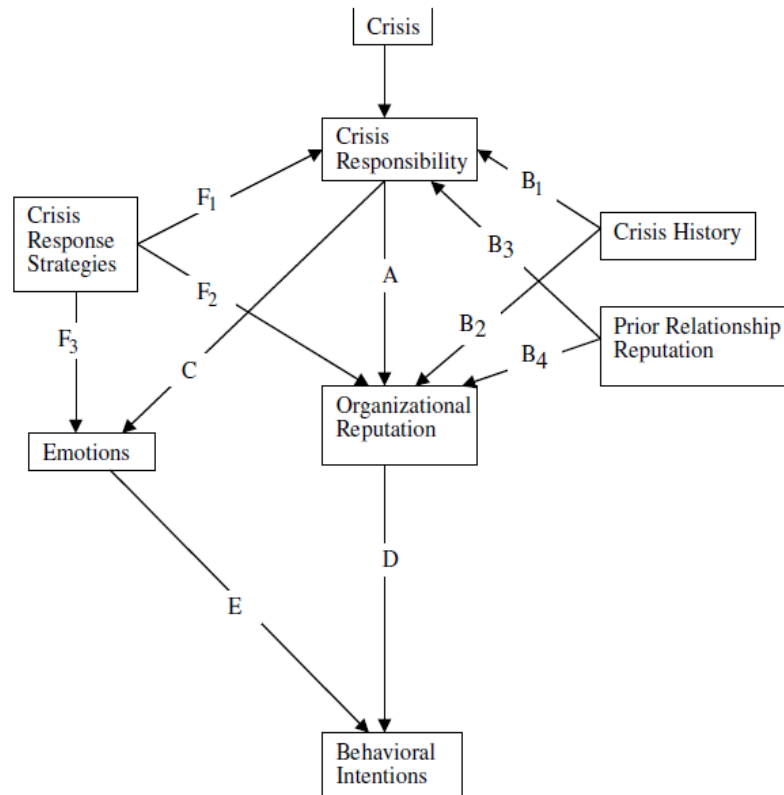 Crisis
Crisis
Responsibility
F₁
B₁
Crisis
Response
Strategies
Crisis History
B₃
A
F₂
B₂
Prior Relationship
Reputation
F₃
B₄
C
Organizational
Reputation
Emotions
D
E
Behavioral
Intentions